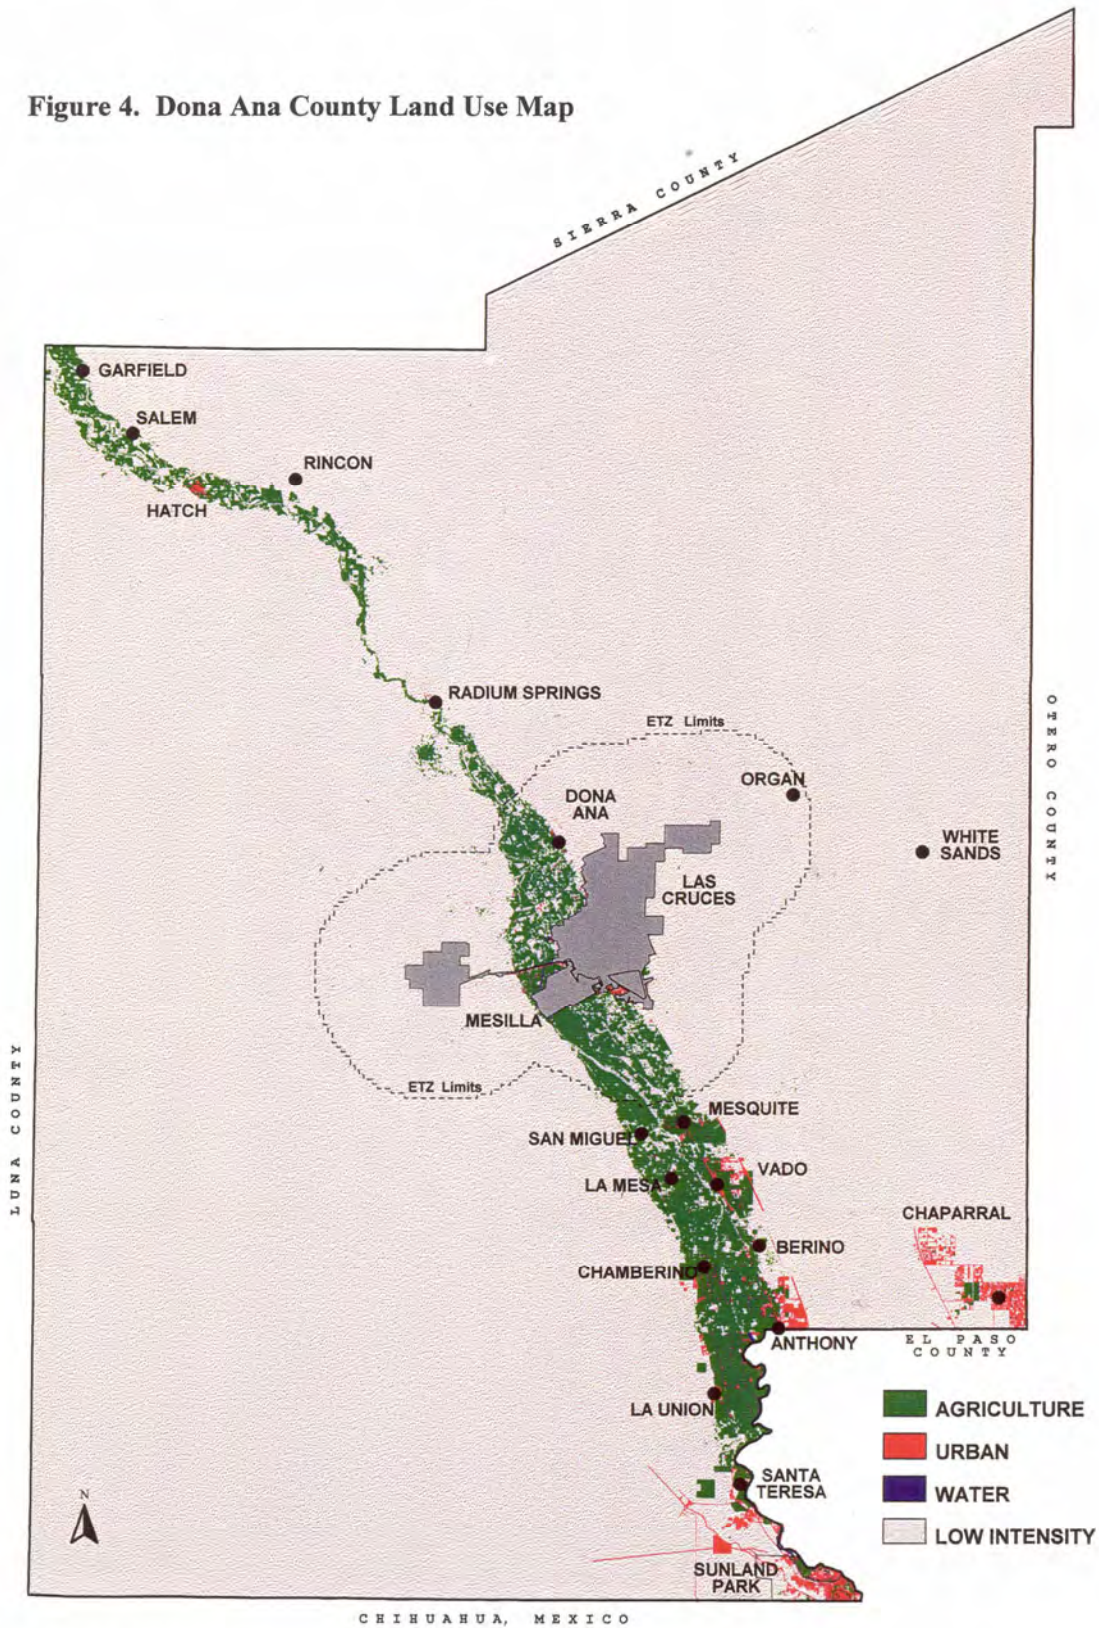 Figure 4. Dona Ana County Land Use Map
SIERRA COUNTY
GARFIELD
SALEM
RINCON
HATCH
RADIUM SPRINGS
ETZ Limits
ORGAN
DONA
ANA
WHITE
SANDS
LAS
CRUCES
OTERO COUNTY
MESILLA
ETZ Limits
LUNA COUNTY
MESQUITE
SAN MIGUEL
VADO
LA MESA
CHAPARRAL
BERINO
CHAMBERINO
ANTHONY
EL PASO
COUNTY
LA UNION
AGRICULTURE
URBAN
WATER
LOW INTENSITY
SANTA
TERESA
N
SUNLAND
PARK
CHIHUAHUA, MEXICO